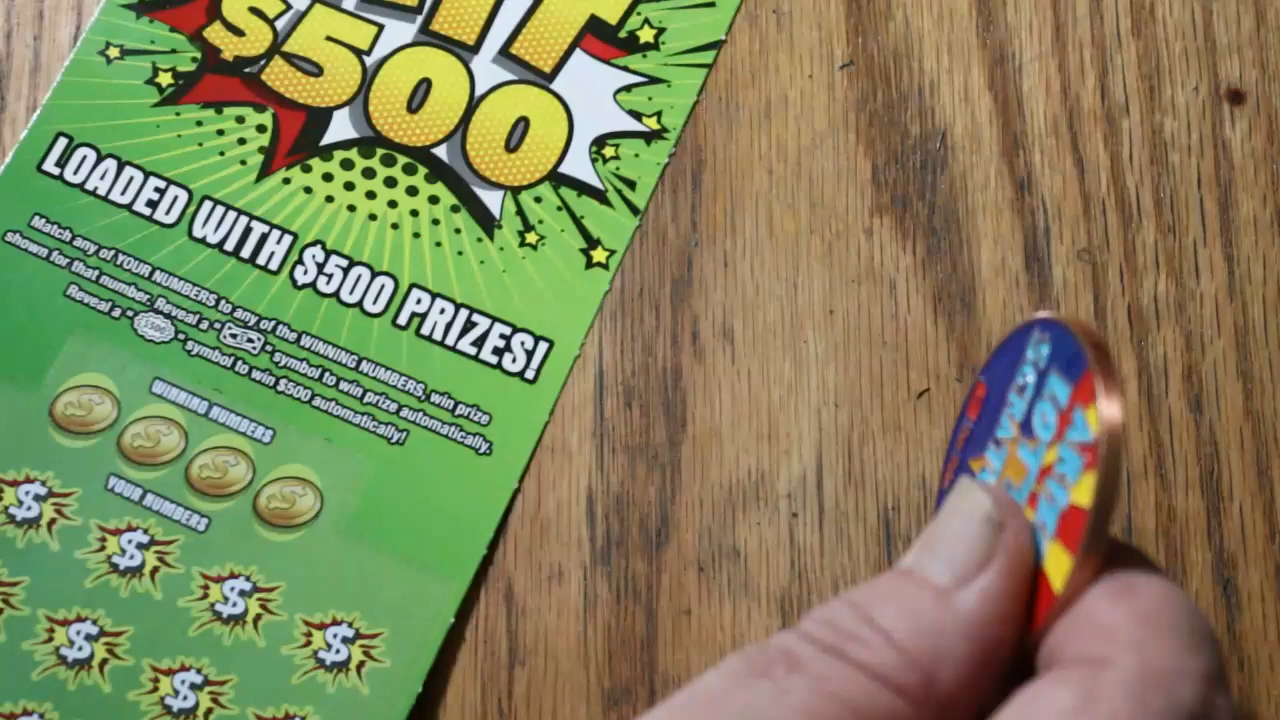 $500
LOADED WITH $500 PRIZES!
Match any of YOUR NUMBERS to any of the WINNING NUMBERS, win prize
shown for that number. Reveal a " " symbol to win prize automatically.
Reveal a "$500" symbol to win $500 automatically!
WINNING NUMBERS
$ $ $ $
YOUR NUMBERS
$ $ $ $
$ $